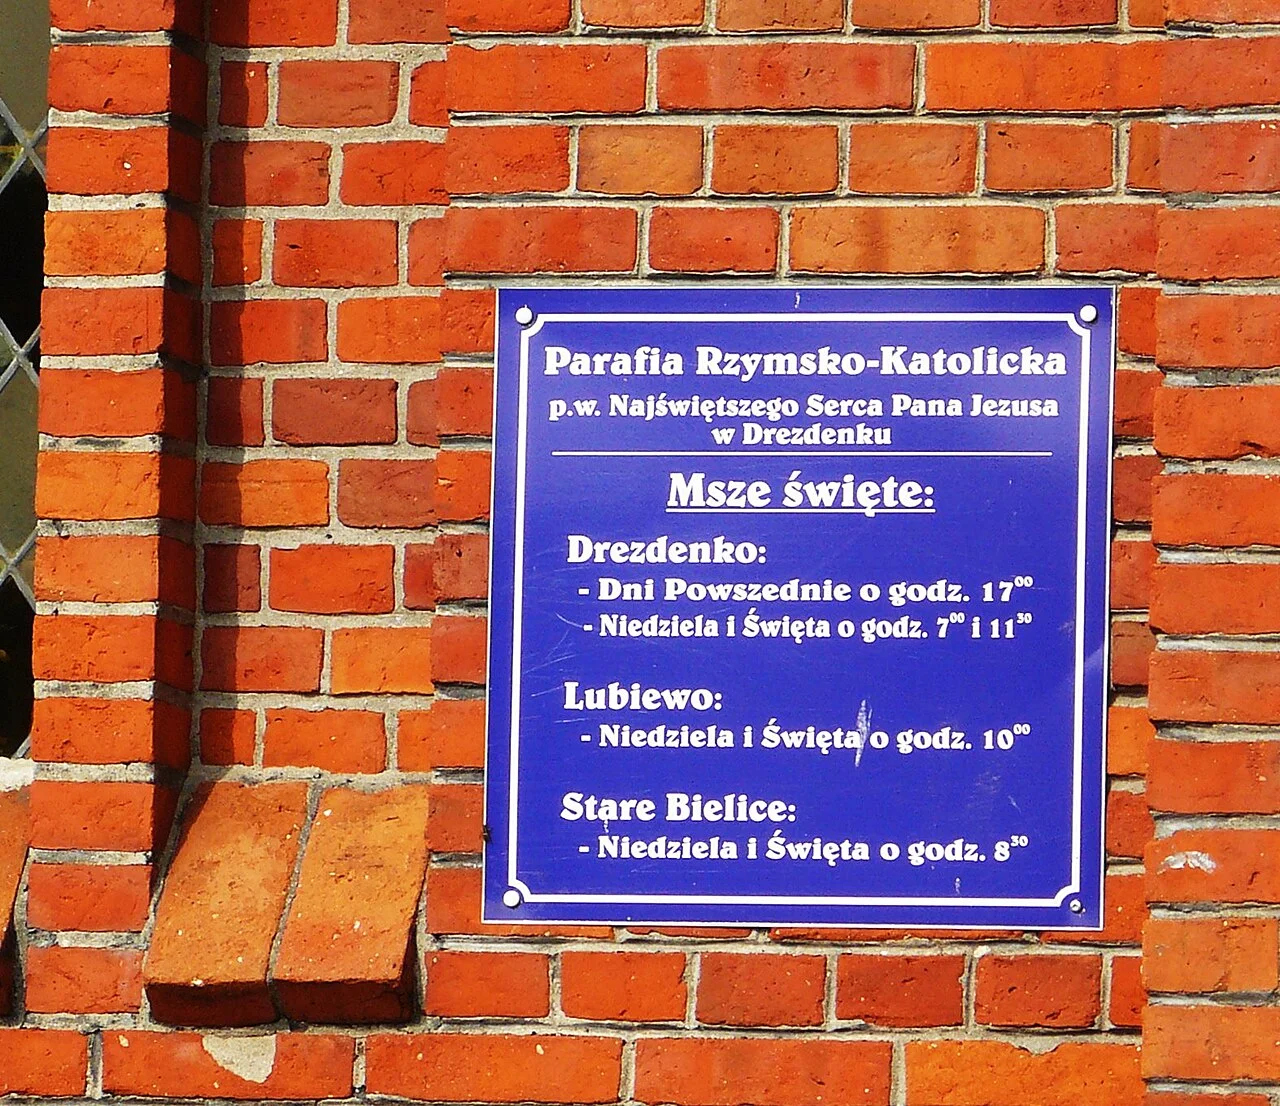 Parafia Rzymsko-Katolicka
p.w. Najświętszego Serca Pana Jezusa
w Drezdenku
Msze święte:
Drezdenko:
- Dni Powszednie o godz. 17⁰⁰
- Niedziela i Święta o godz. 7⁰⁰ i 11³⁰
Lubiewo:
- Niedziela i Święta o godz. 10⁰⁰
Stare Bielice:
- Niedziela i Święta o godz. 8³⁰